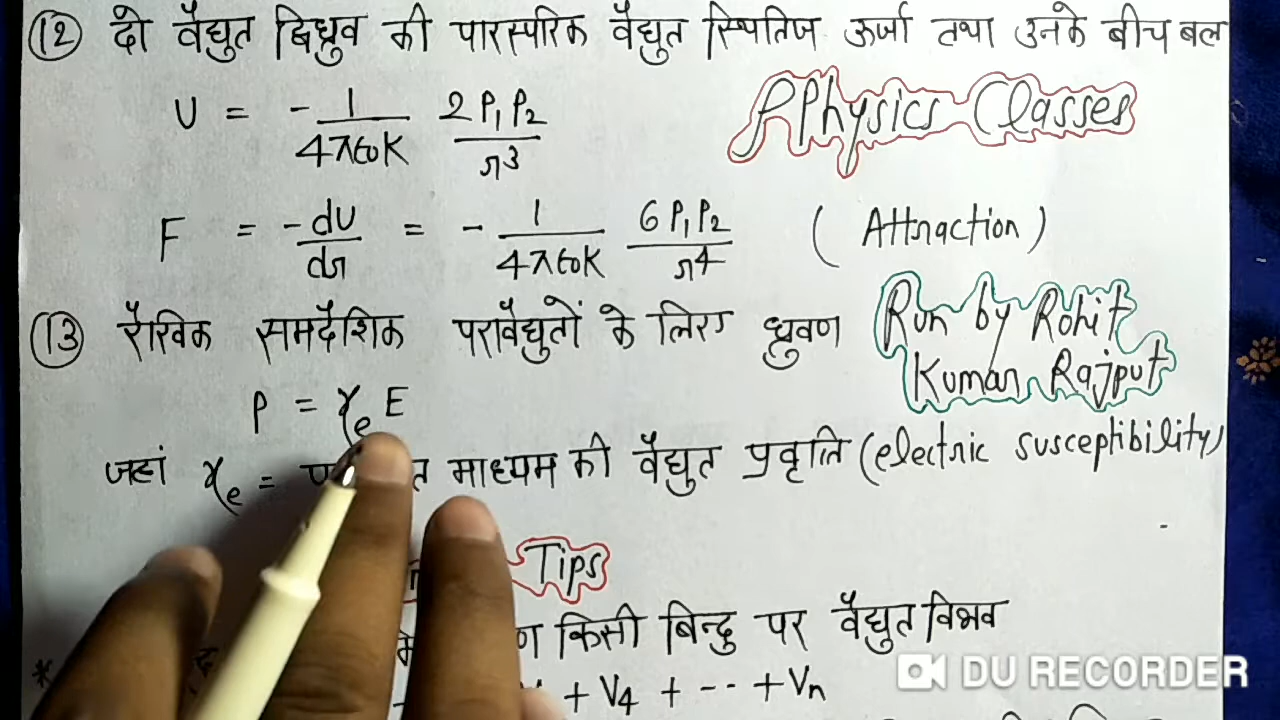 (12) दो वैद्युत द्विध्रुव की पारस्परिक वैद्युत स्थितिज ऊर्जा तथा उनके बीच बल
U = - 1/4πε0K 2P1P2/r³
APhysics Classes
F = -dU/dr = - 1/4πε0K 6P1P2/r⁴ ( Attraction )
(13) रैखिक समदैशिक परावैद्युतों के लिए ध्रुवण
Run by Rohit
Kumar Rajput
P = χe E
जहां χe = माध्यम की वैद्युत प्रवृति (electric susceptibility)
Tips
* किसी बिन्दु पर वैद्युत विभव
+ V4 + -- + Vn
DU RECORDER